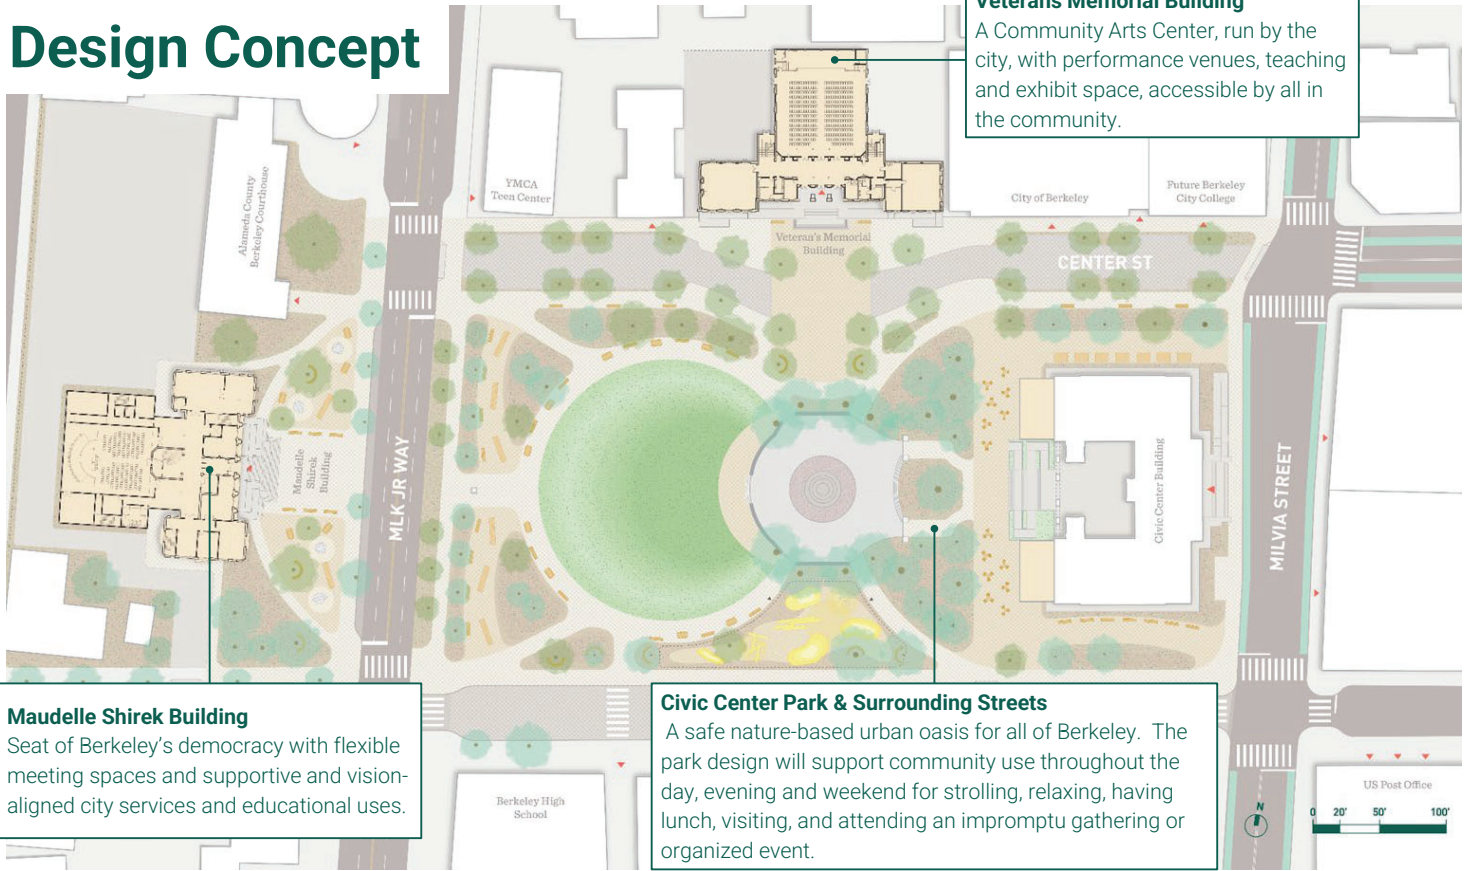 Design Concept
Veterans Memorial Building
A Community Arts Center, run by the
city, with performance venues, teaching
and exhibit space, accessible by all in
the community.
YMCA
Teen Center
City of Berkeley
Future Berkeley
City College
Alameda County
Berkeley Courthouse
Veteran's Memorial
Building
CENTER ST
MLK JR WAY
Maudelle
Shirek
Building
Civic Center Building
MILVIA STREET
Maudelle Shirek Building
Seat of Berkeley's democracy with flexible
meeting spaces and supportive and vision-
aligned city services and educational uses.
Civic Center Park & Surrounding Streets
A safe nature-based urban oasis for all of Berkeley. The
park design will support community use throughout the
day, evening and weekend for strolling, relaxing, having
lunch, visiting, and attending an impromptu gathering or
organized event.
Berkeley High
School
US Post Office
N
0 20' 50' 100'